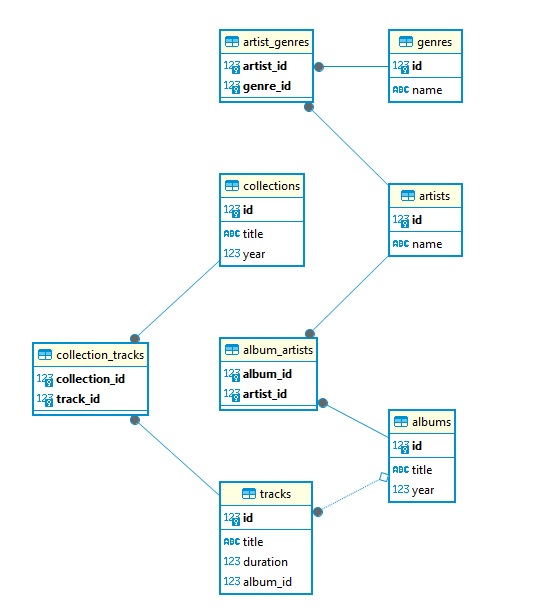 artist_genres
123 artist_id
123 genre_id
genres
123 id
ABC name
collections
123 id
ABC title
123 year
artists
123 id
ABC name
collection_tracks
123 collection_id
123 track_id
album_artists
123 album_id
123 artist_id
albums
123 id
ABC title
123 year
tracks
123 id
ABC title
123 duration
123 album_id